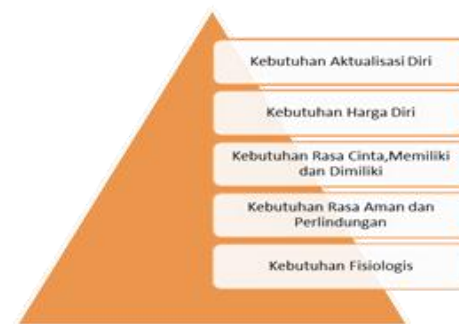 Kebutuhan Aktualisasi Diri
Kebutuhan Harga Diri
Kebutuhan Rasa Cinta,Memiliki
dan Dimiliki
Kebutuhan Rasa Aman dan
Perlindungan
Kebutuhan Fisiologis